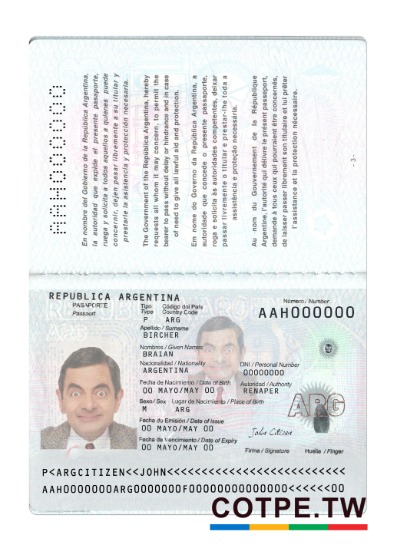 AAH000000
En nombre del Gobierno de la República Argentina,
la autoridad que expide el presente pasaporte,
ruega y solicita a todos aquellos a quienes puede
concernir, dejen pasar libremente a su titular y
prestarle la asistencia y protección necesaria.
The Government of the República Argentina, hereby
requests all whom it may concern, to permit the
bearer to pass without delay or hindrance and in case
of need to give all lawful aid and protection.
Em nome do Governo da República Argentina, a
autoridade que concede o presente passaporte,
roga e solicita às autoridades competentes, deixar
passar livremente o titular e prestar-lhe toda a
assistência e proteção necessária.
Au nom du Gouvernement de la République
Argentine, l'autorité qui délivre le présent passeport,
demande à tous ceux qui pourraient être concernés,
de laisser passer librement son titulaire et lui prêter
l'assistance et la protection nécessaire.
- 3 -
REPUBLICA ARGENTINA
Número / Number
PASAPORTE
Passport
Tipo
Type
P
Código del País
Country Code
ARG
AAH000000
Apellido / Surname
BIRCHER
Nombres / Given Names
BRAIAN
Nacionalidad / Nationality
ARGENTINA
DNI / Personal Number
00000000
Fecha de Nacimiento / Date of Birth
00 MAYO/MAY 00
Autoridad / Authority
RENAPER
Sexo / Sex
M
Lugar de Nacimiento / Place of Birth
ARG
ARG
Fecha de Emisión / Date of Issue
00 MAYO/MAY 00
Fecha de Vencimiento / Date of Expiry
00 MAYO/MAY 00
John Citizen
Firma / Signature
Huella / Finger
P<ARGCITIZEN<<JOHN<<<<<<<<<<<<<<<<<<<<<<<<<<
AAH0000000ARG0000000F00000000000000<<<<<<00
COTPE.TW